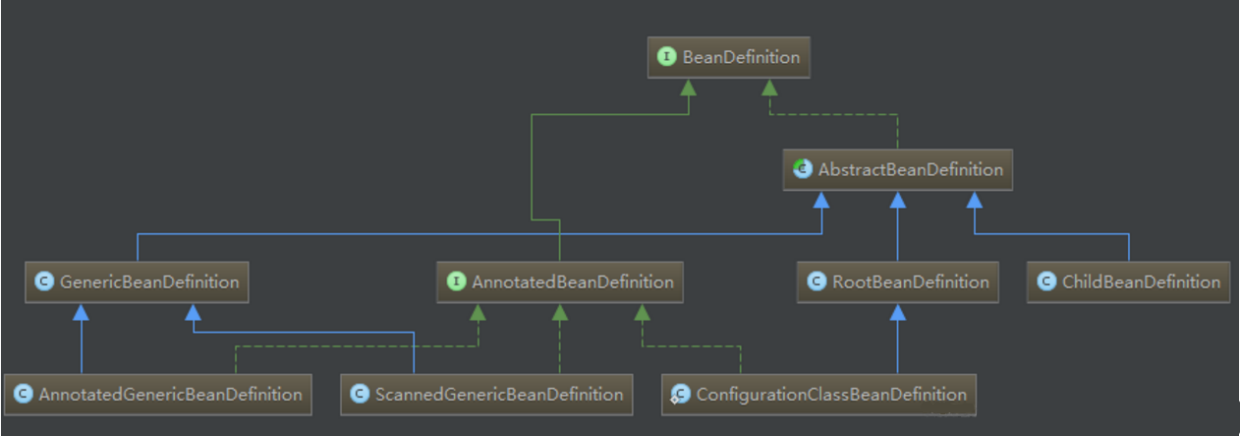 I BeanDefinition
C AbstractBeanDefinition
C GenericBeanDefinition
I AnnotatedBeanDefinition
C RootBeanDefinition
C ChildBeanDefinition
C AnnotatedGenericBeanDefinition
C ScannedGenericBeanDefinition
C ConfigurationClassBeanDefinition